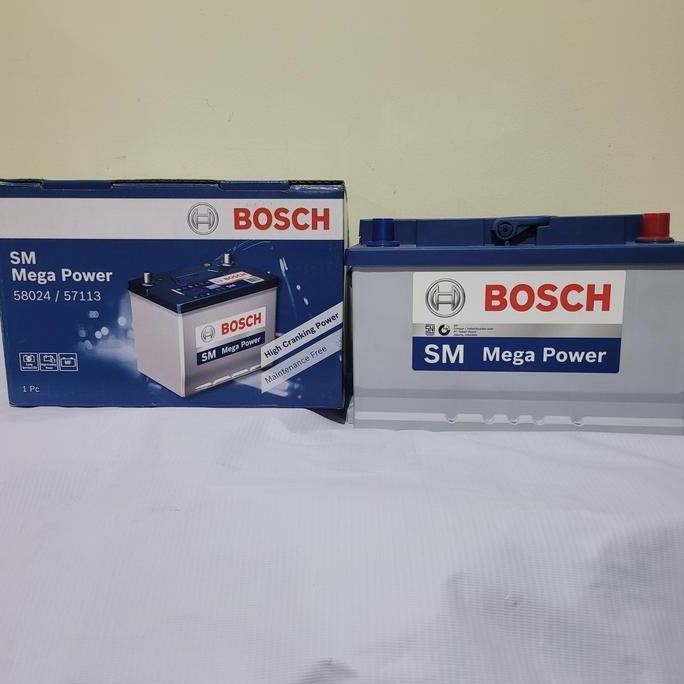 BOSCH
SM
Mega Power
58024 / 57113
BOSCH
SM Mega Power
High Cranking Power
Maintenance Free
1 Pc
BOSCH
SM Mega Power